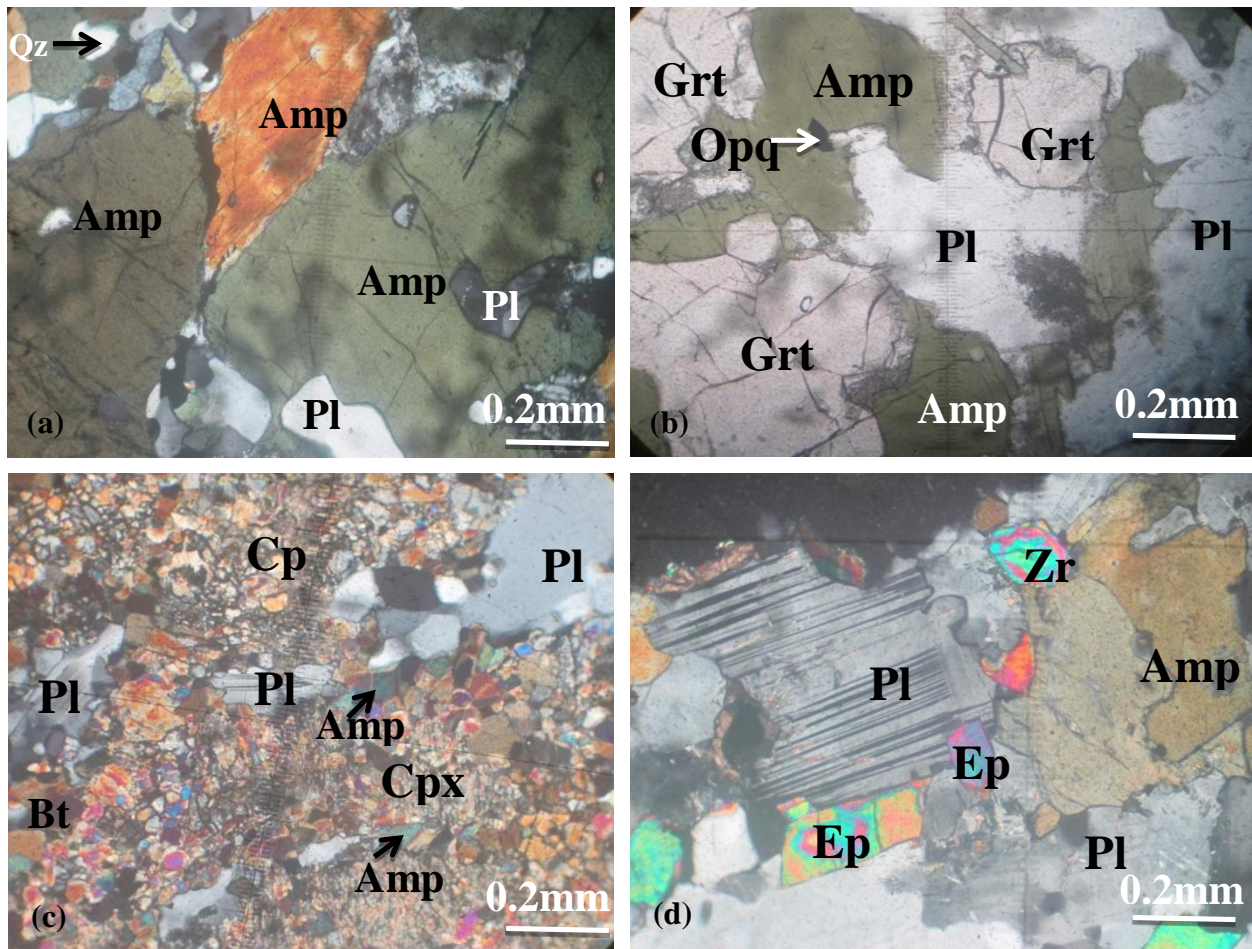 Qz
Amp
Amp
Amp
Pl
Pl
0.2mm
(a)
Grt
Amp
Opq
Grt
Pl
Pl
Grt
Amp
0.2mm
(b)
Cp
Pl
Pl
Pl
Amp
Cpx
Bt
Amp
0.2mm
(c)
Zr
Pl
Amp
Ep
Ep
Pl
0.2mm
(d)